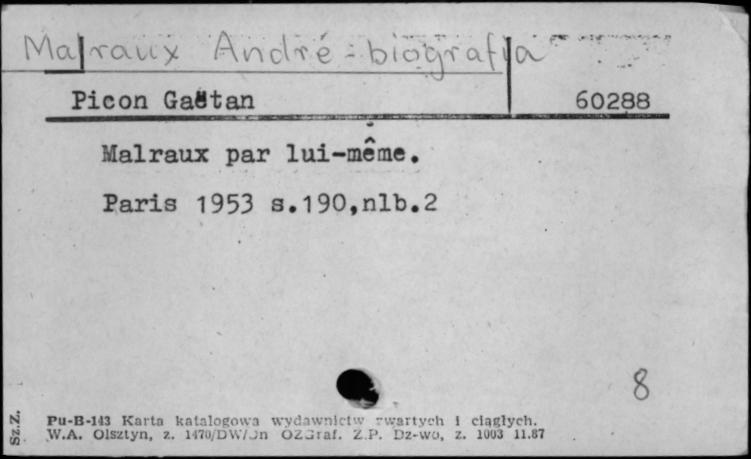 Malraux André - biografia
Picon Gaëtan 60288
Malraux par lui-même.
Paris 1953 s.190,nlb.2
8
Sz.Z.
Pu-B-143 Karta katalogowa wydawnictw zwartych i ciągłych.
W.A. Olsztyn, z. 1470/DW/Jn OZGraf. Z.P. Dz-wo, z. 1003 11.87